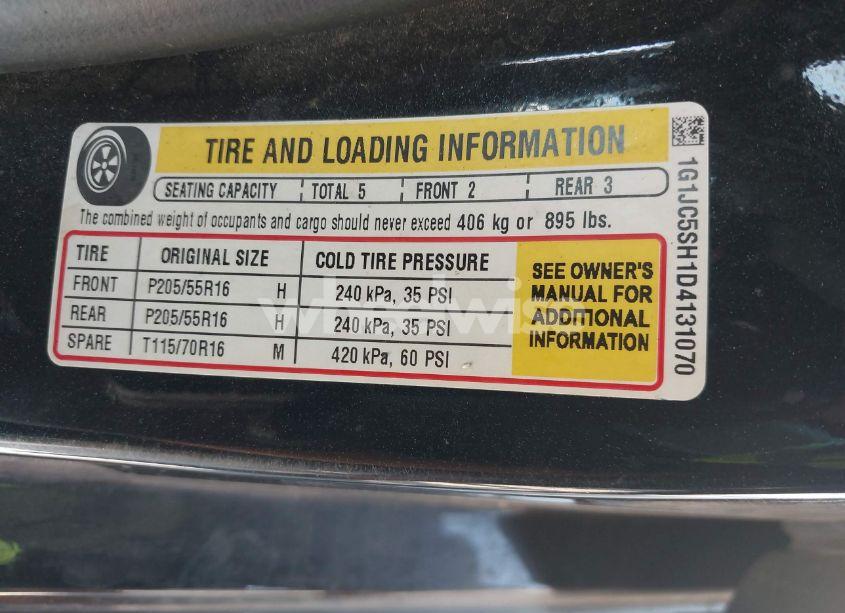 TIRE AND LOADING INFORMATION
SEATING CAPACITY TOTAL 5 FRONT 2 REAR 3
The combined weight of occupants and cargo should never exceed 406 kg or 895 lbs.
TIRE ORIGINAL SIZE COLD TIRE PRESSURE
FRONT P205/55R16 H 240 kPa, 35 PSI
REAR P205/55R16 H 240 kPa, 35 PSI
SPARE T115/70R16 M 420 kPa, 60 PSI
SEE OWNER'S
MANUAL FOR
ADDITIONAL
INFORMATION
1G1JC5SH1D4131070